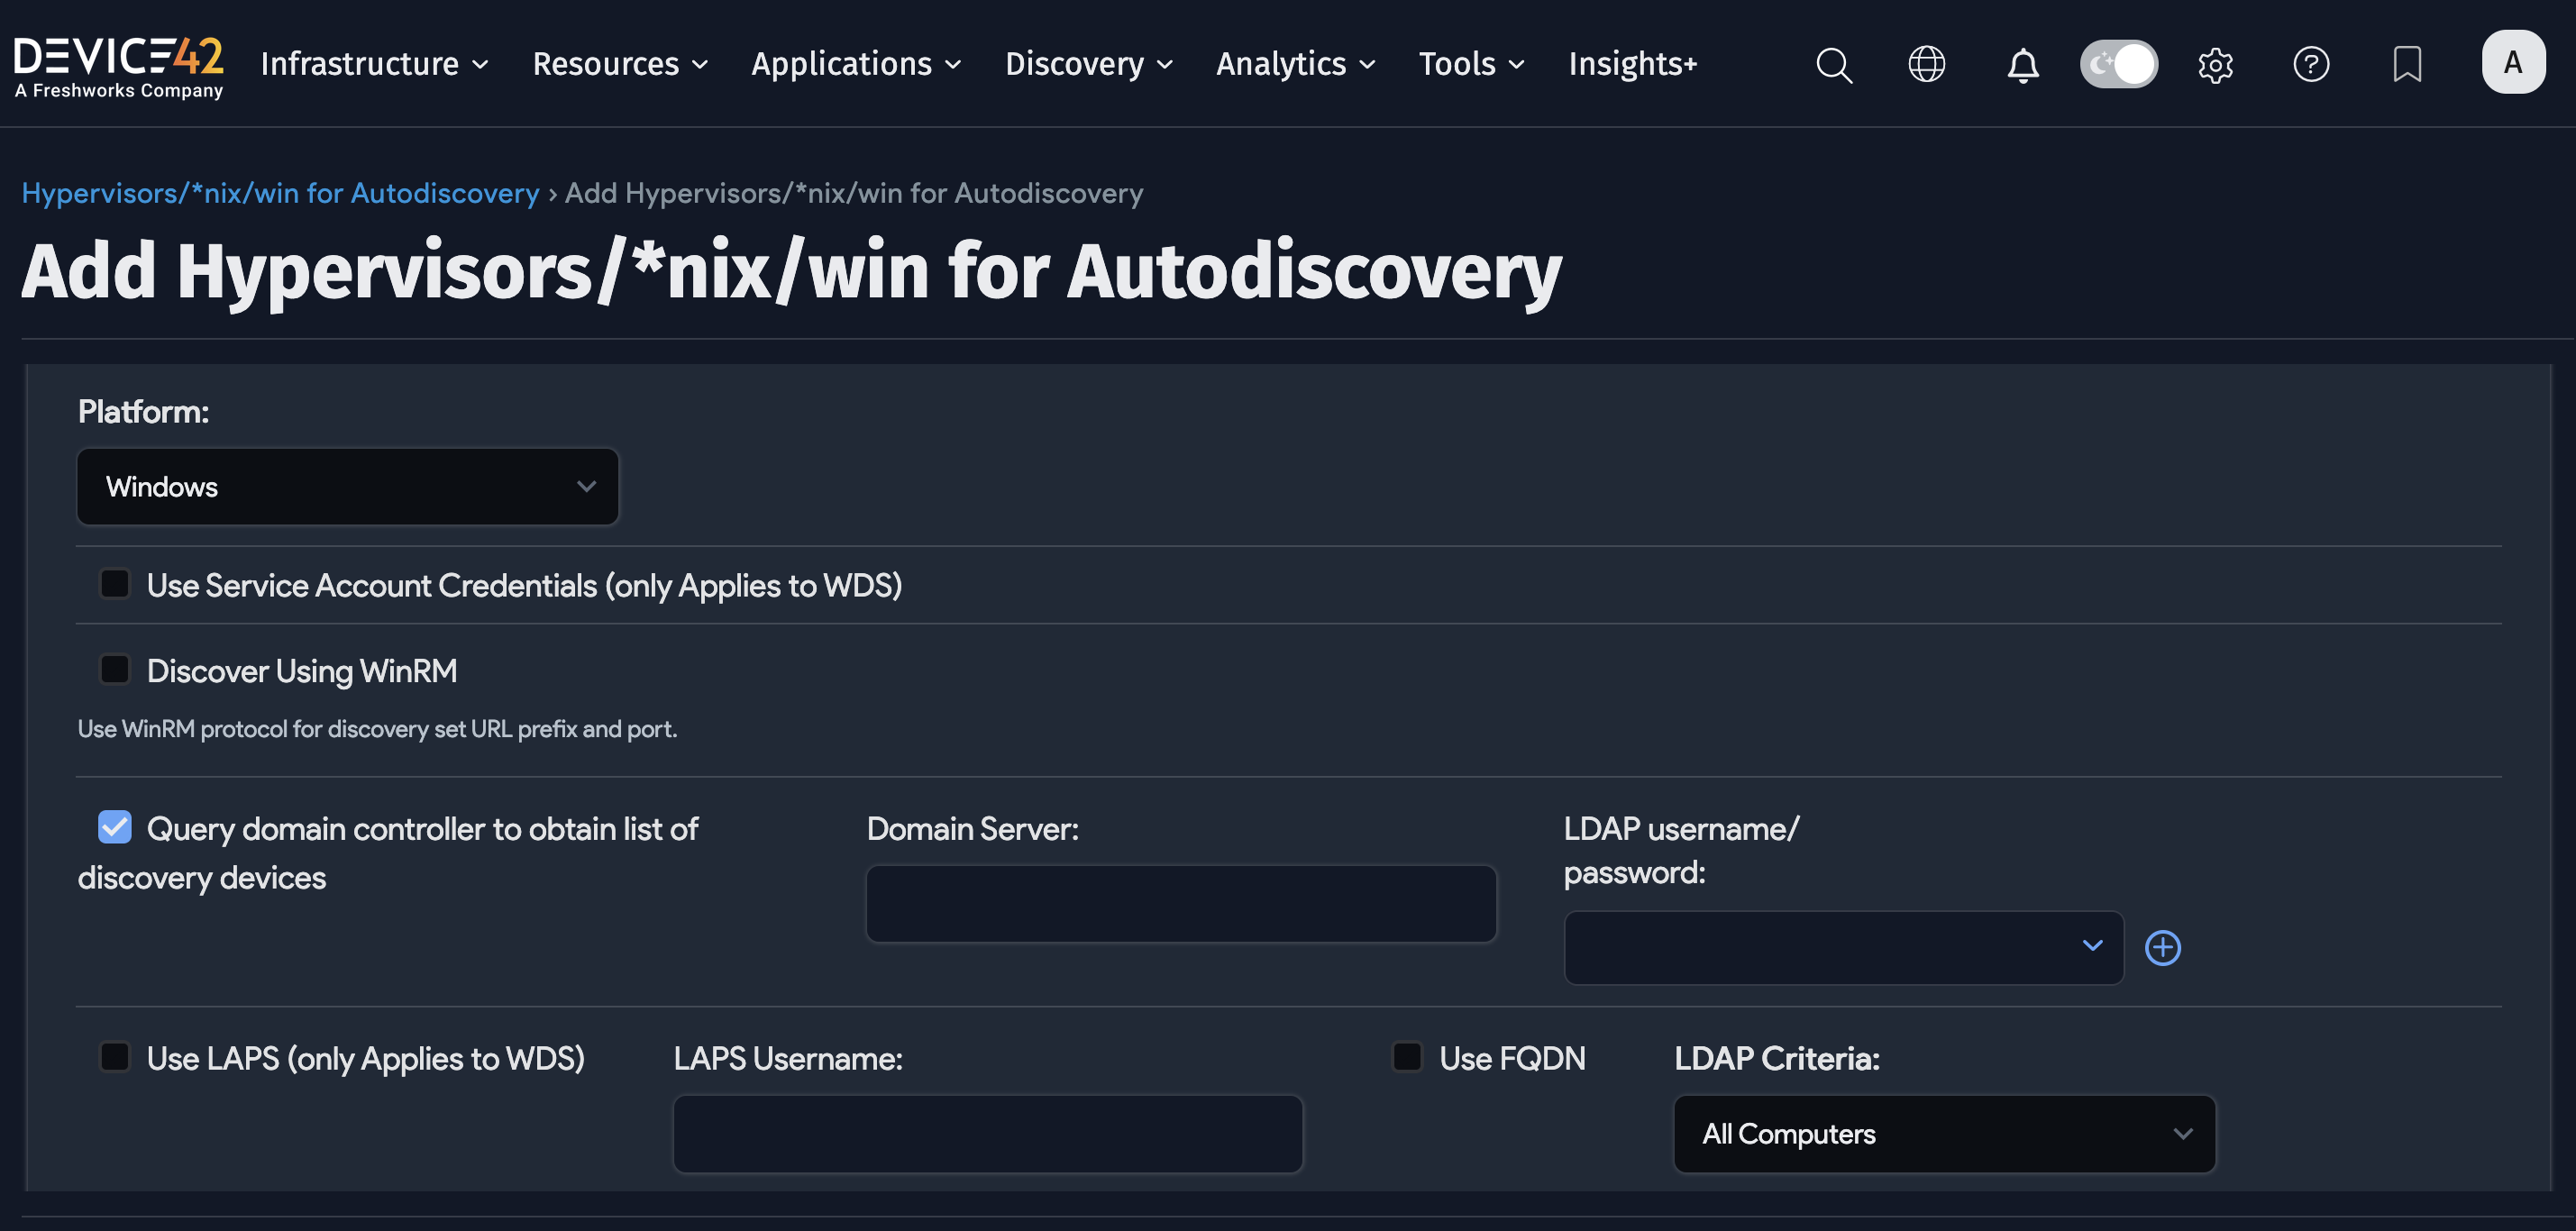 DEVICE42
A Freshworks Company
Infrastructure Resources Applications Discovery Analytics Tools Insights+
A
Hypervisors/*nix/win for Autodiscovery › Add Hypervisors/*nix/win for Autodiscovery
Add Hypervisors/*nix/win for Autodiscovery
Platform:
Windows
Use Service Account Credentials (only Applies to WDS)
Discover Using WinRM
Use WinRM protocol for discovery set URL prefix and port.
Query domain controller to obtain list of
discovery devices
Domain Server:
LDAP username/
password:
Use LAPS (only Applies to WDS)
LAPS Username:
Use FQDN
LDAP Criteria:
All Computers